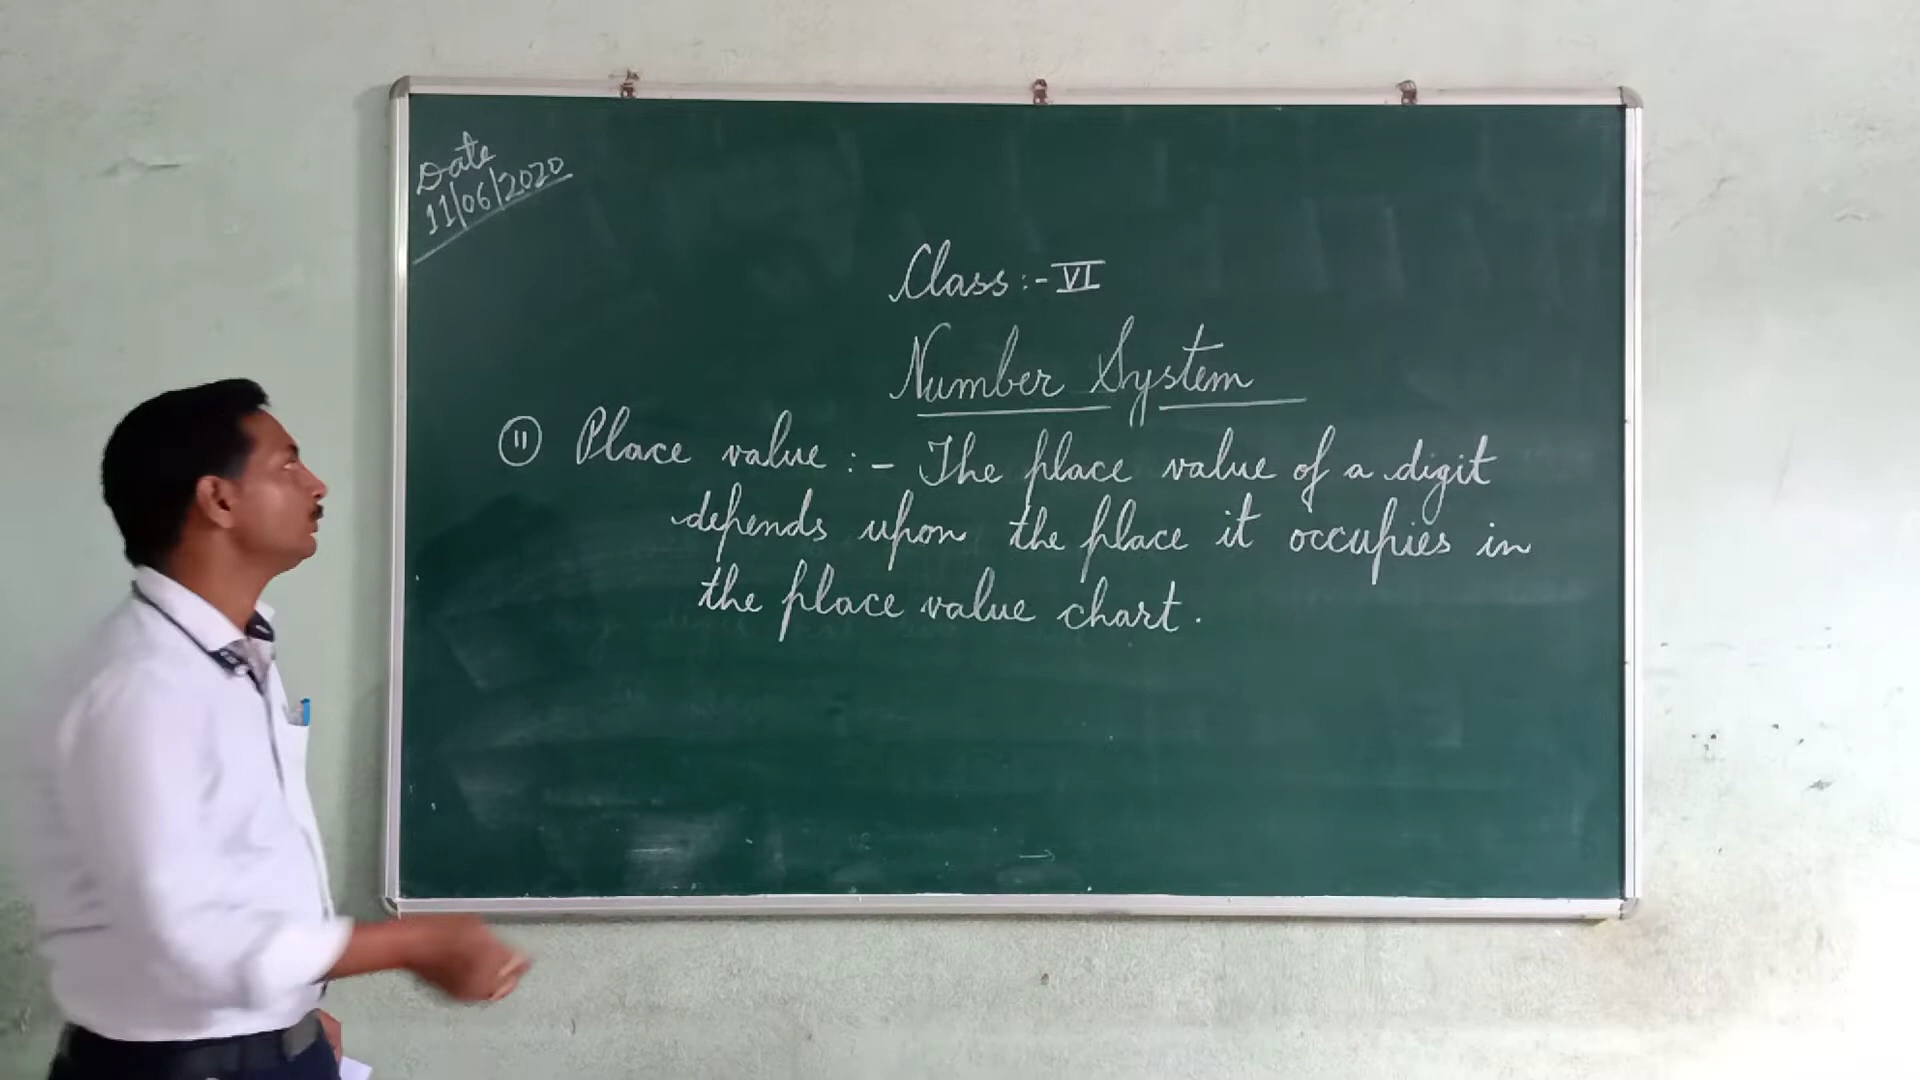 Date
11/06/2020
Class :- VI
Number System
(11) Place value :- The place value of a digit
depends upon the place it occupies in
the place value chart.